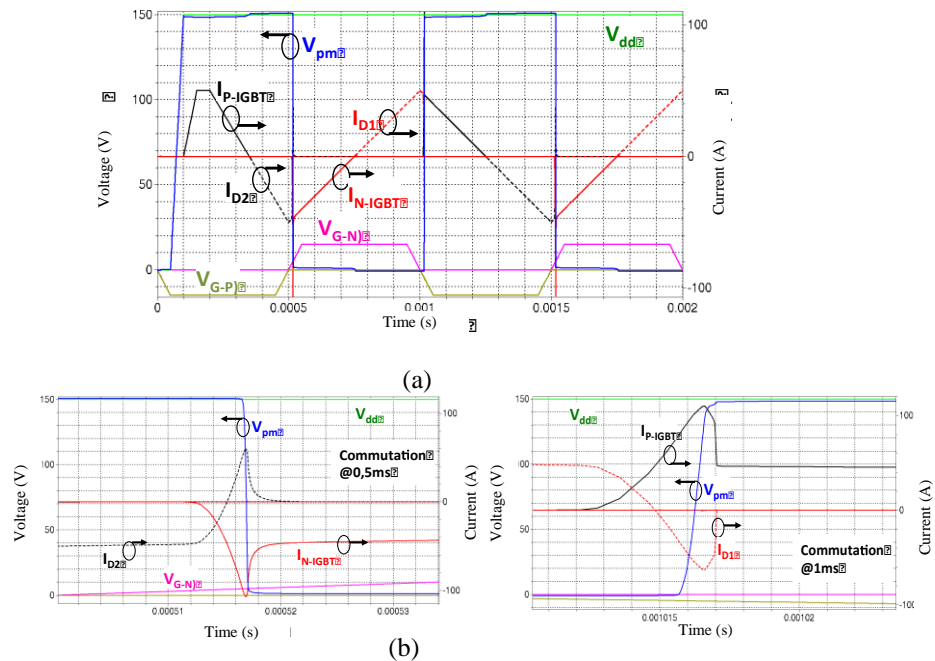 150
100
V_dd
V_pm
I_P-IGBT
100
I_D1
Voltage (V)
0
Current (A)
50
I_D2
I_N-IGBT
V_G-N)
0
V_G-P)
-100
0
0.0005
0.001
0.0015
0.002
Time (s)
(a)
150
V_dd
100
V_pm
Commutation
@0,5ms
100
Voltage (V)
0
Current (A)
50
I_D2
I_N-IGBT
V_G-N)
0
-100
0.00051
0.00052
0.00053
Time (s)
150
V_dd
100
I_P-IGBT
100
V_pm
Voltage (V)
0
Current (A)
50
I_D1
Commutation
@1ms
0
-100
0.001015
0.00102
Time (s)
(b)